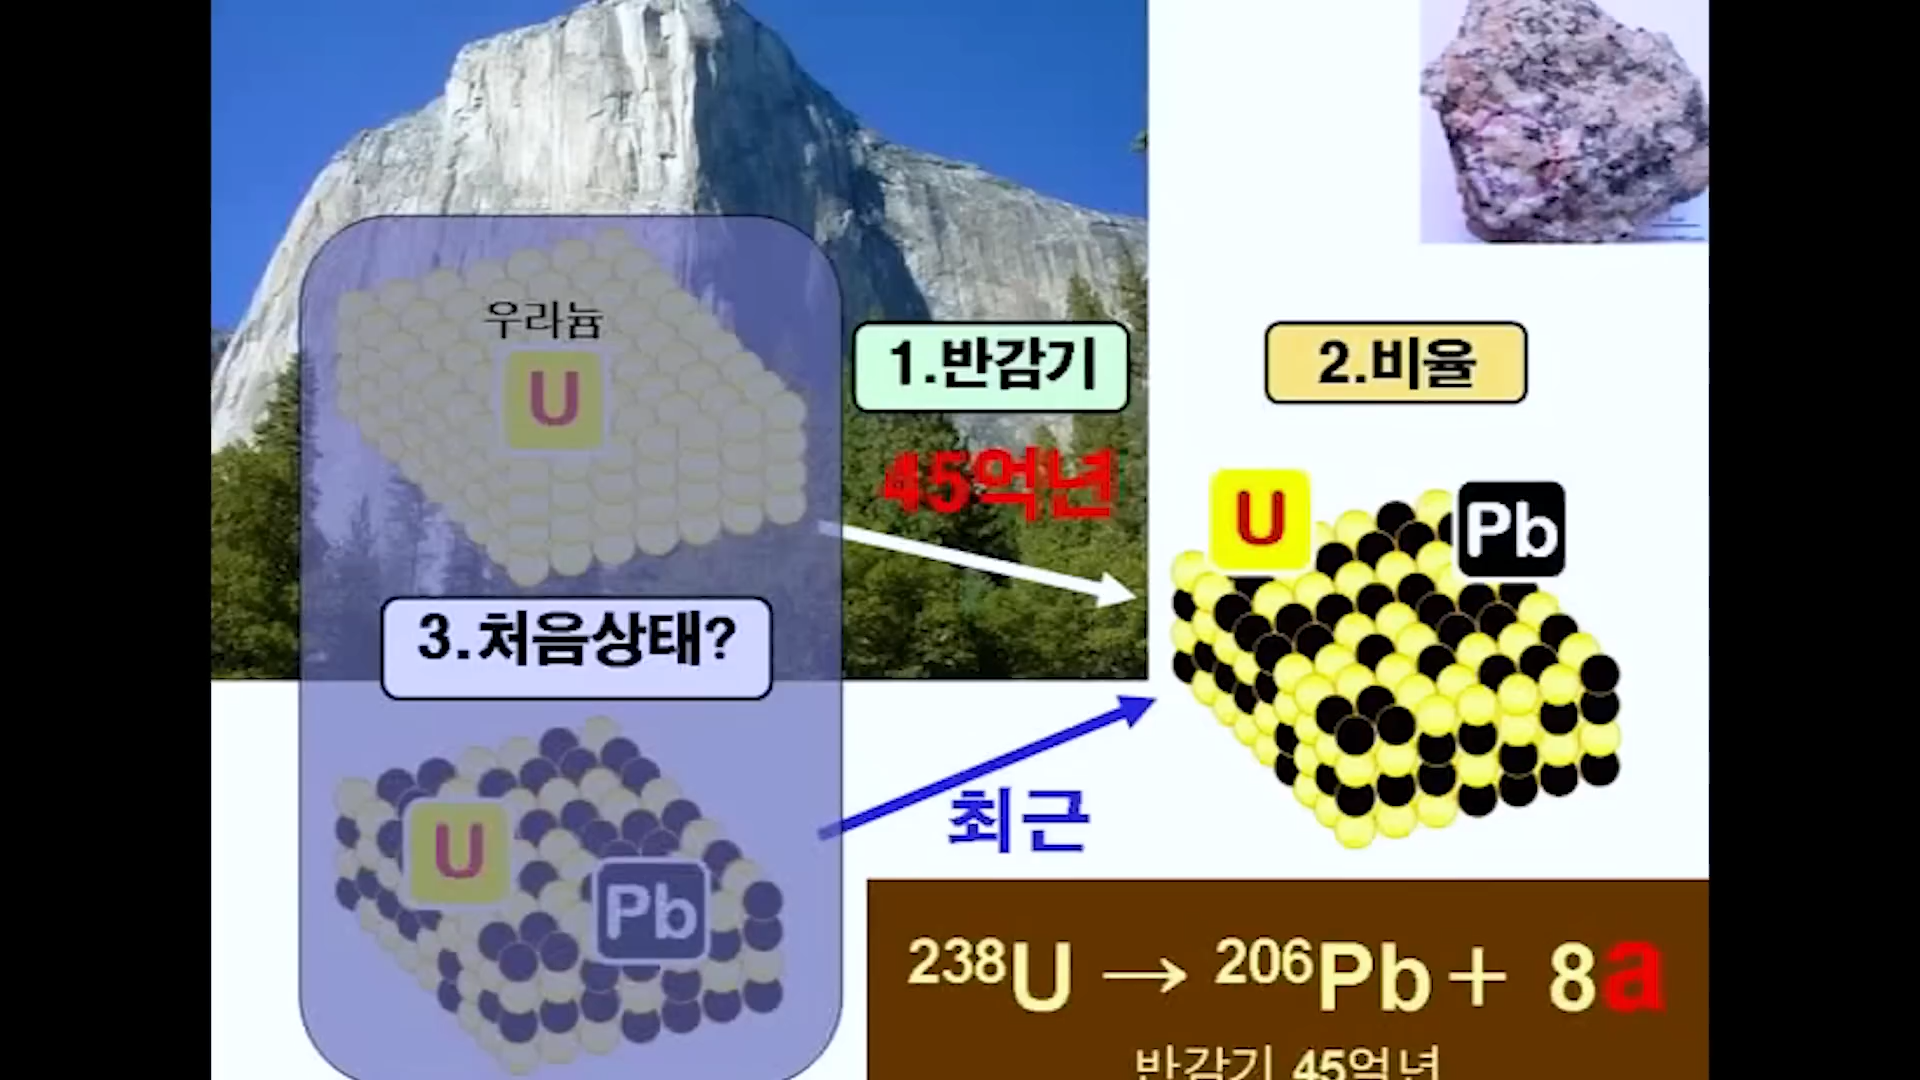 우라늄
U
1.반감기
2.비율
45억년
U
Pb
3.처음상태?
U
Pb
최근
238U → 206Pb + 8a
반감기 45억년